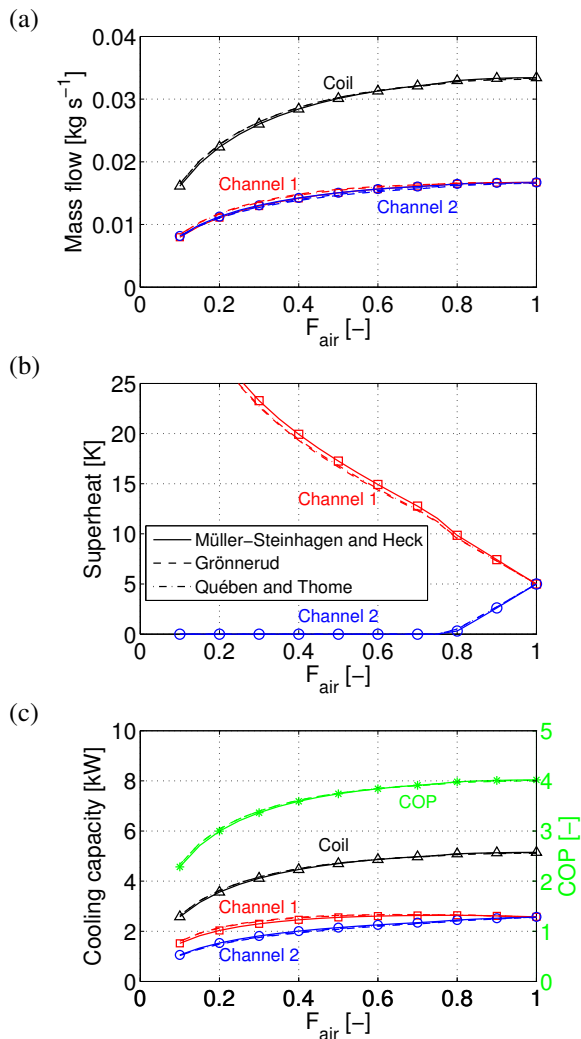 (a)
0.04
0.03
0.02
0.01
0
Mass flow [kg s⁻¹]
Coil
Channel 1
Channel 2
0 0.2 0.4 0.6 0.8 1
F_air [−]
(b)
25
20
15
10
5
0
Superheat [K]
Channel 1
Müller−Steinhagen and Heck
Grönnerud
Quében and Thome
Channel 2
0 0.2 0.4 0.6 0.8 1
F_air [−]
(c)
10
8
6
4
2
0
Cooling capacity [kW]
COP
Coil
Channel 1
Channel 2
5
4
3
2
1
0
COP [−]
0 0.2 0.4 0.6 0.8 1
F_air [−]